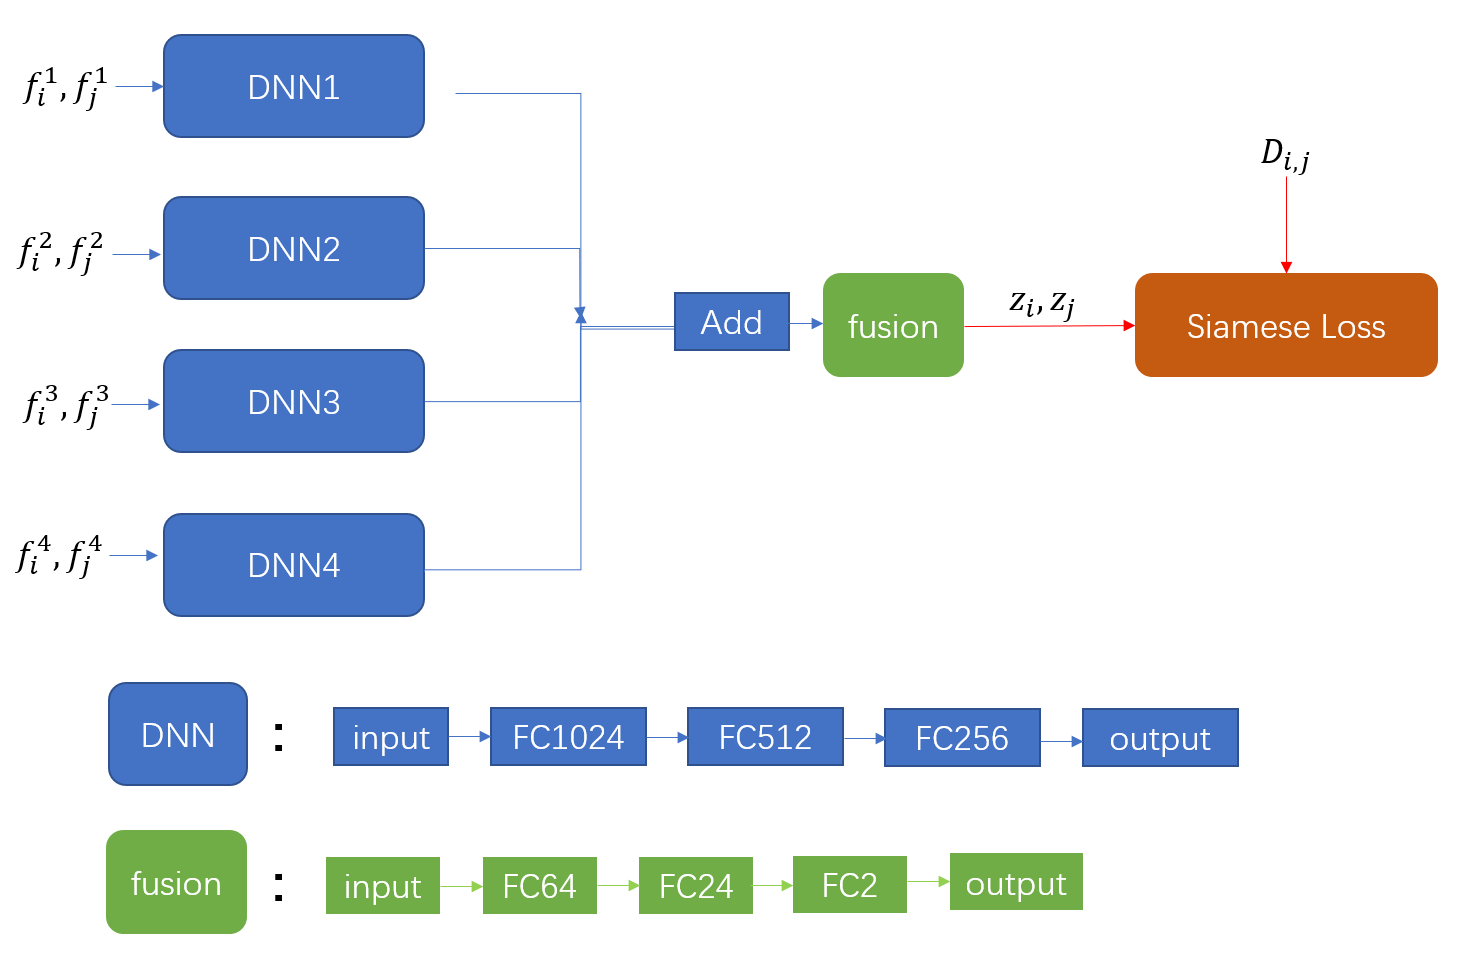 f_i^1, f_j^1 DNN1
D_{i,j}
f_i^2, f_j^2 DNN2
Add fusion z_i, z_j Siamese Loss
f_i^3, f_j^3 DNN3
f_i^4, f_j^4 DNN4
DNN : input FC1024 FC512 FC256 output
fusion : input FC64 FC24 FC2 output